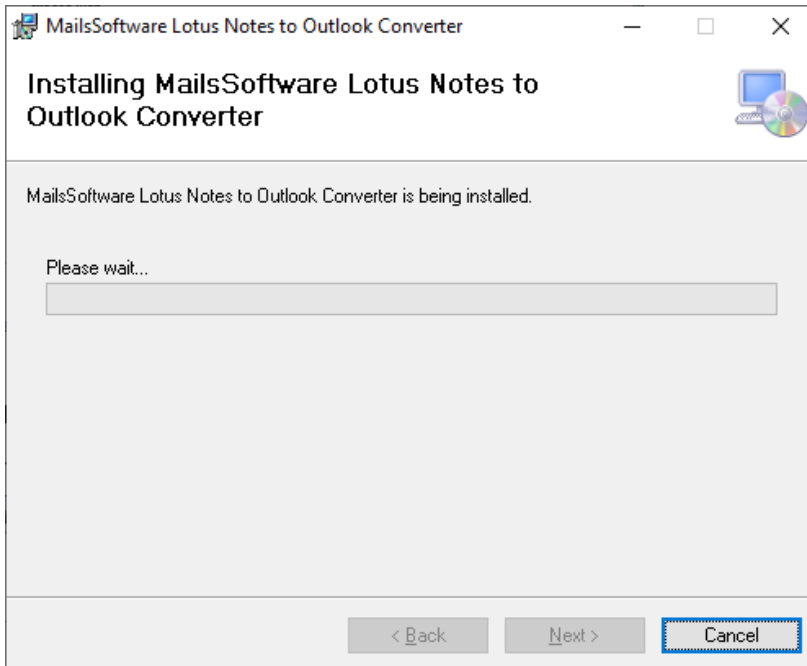 MailsSoftware Lotus Notes to Outlook Converter
Installing MailsSoftware Lotus Notes to
Outlook Converter
MailsSoftware Lotus Notes to Outlook Converter is being installed.
Please wait...
< Back
Next >
Cancel